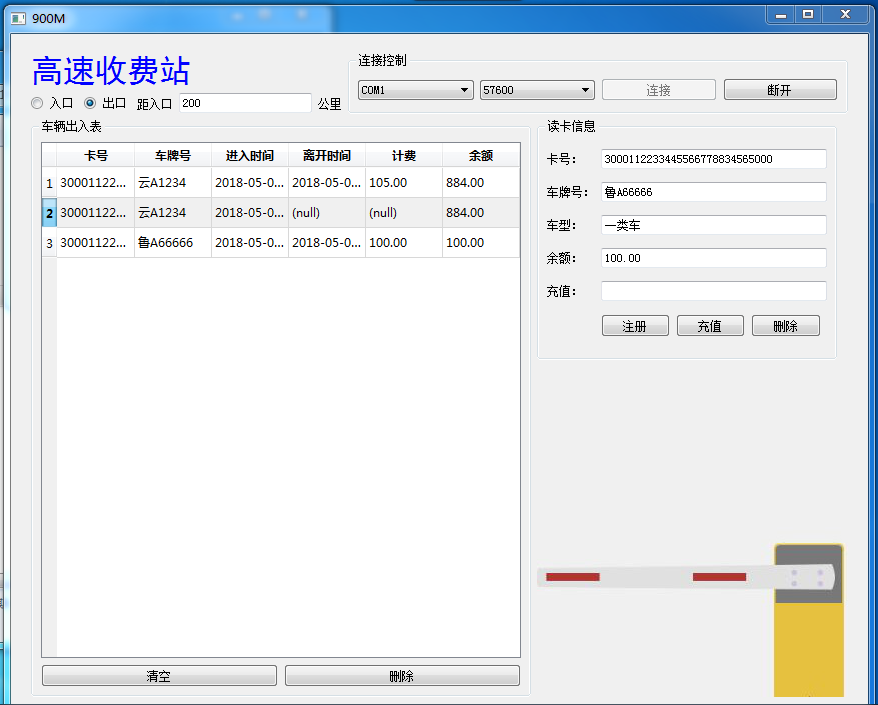 900M
高速收费站
入口 出口 距入口 200 公里
连接控制
COM1 57600 连接 断开
车辆出入表
卡号 车牌号 进入时间 离开时间 计费 余额
1 30001122... 云A1234 2018-05-0... 2018-05-0... 105.00 884.00
2 30001122... 云A1234 2018-05-0... (null) (null) 884.00
3 30001122... 鲁A66666 2018-05-0... 2018-05-0... 100.00 100.00
清空 删除
读卡信息
卡号: 3000112233445566778834565000
车牌号: 鲁A66666
车型: 一类车
余额: 100.00
充值:
注册 充值 删除